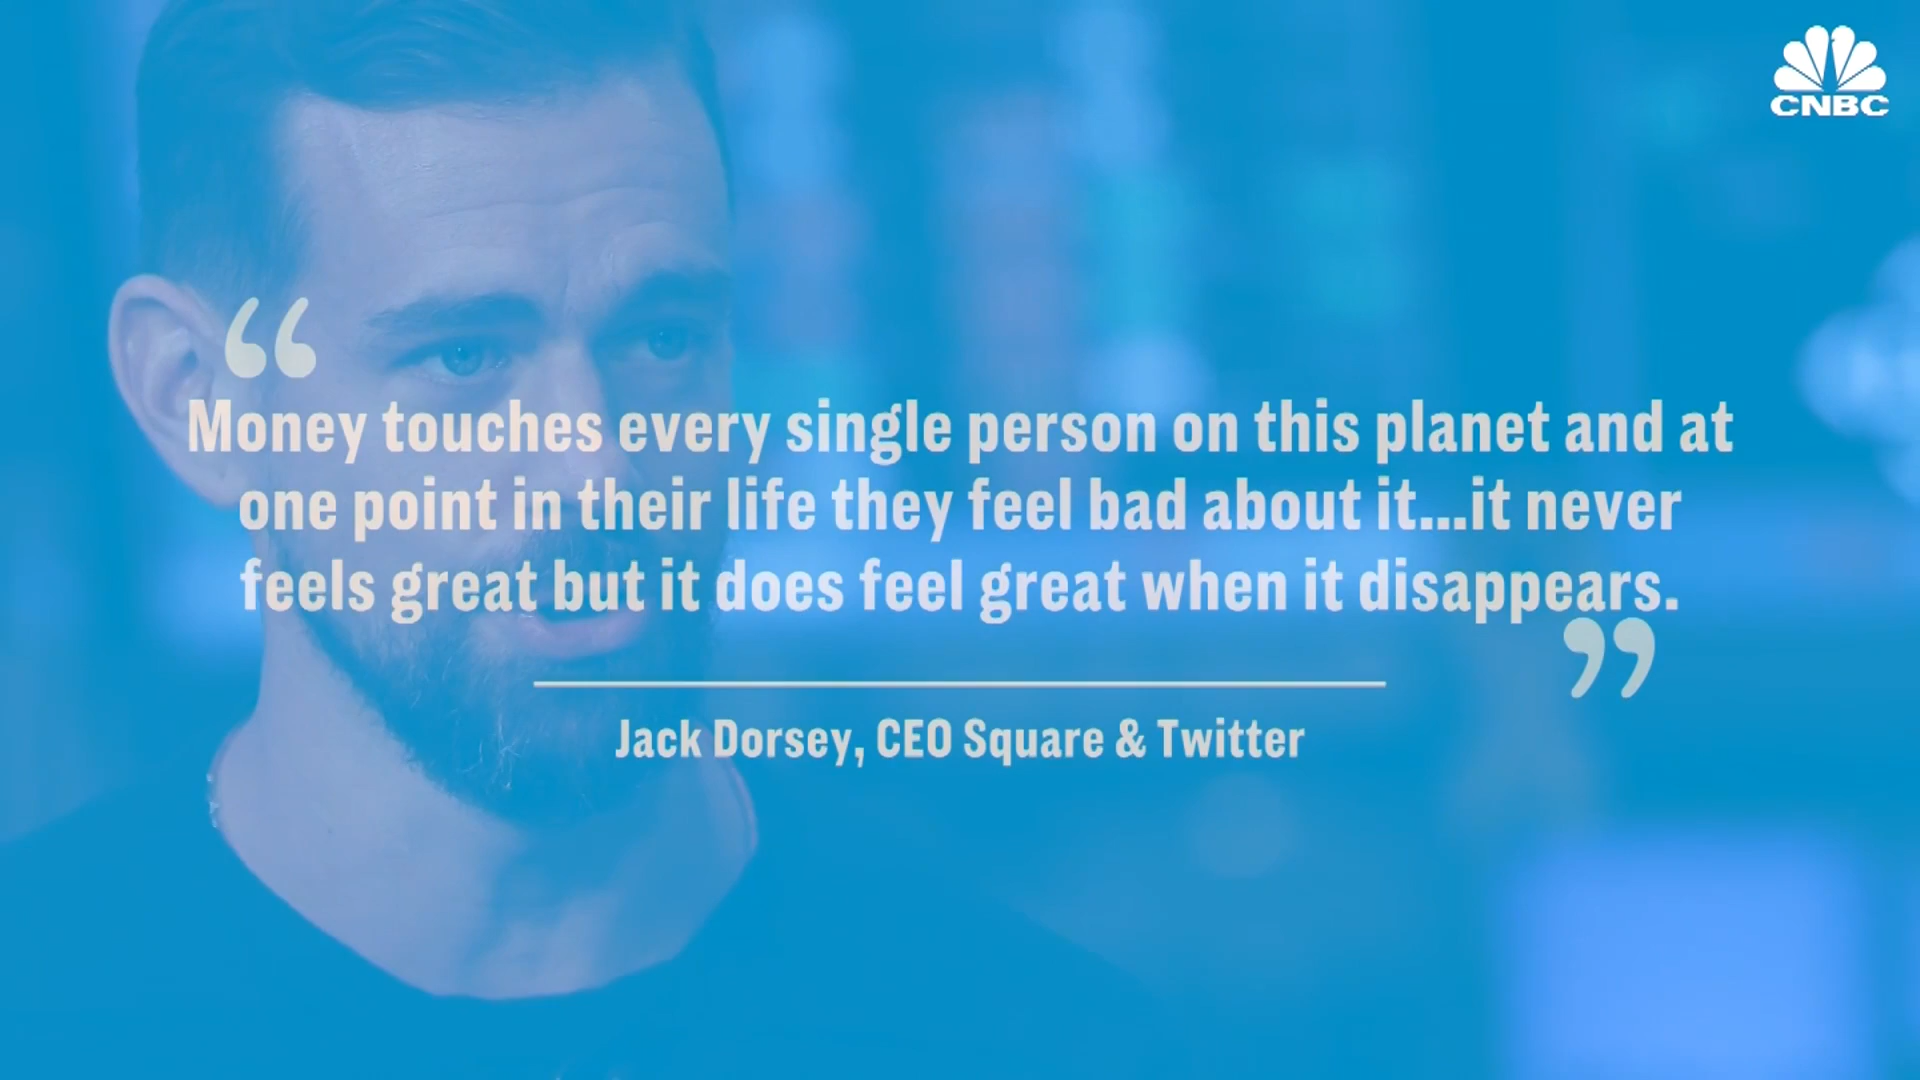 CNBC
“
Money touches every single person on this planet and at
one point in their life they feel bad about it...it never
feels great but it does feel great when it disappears.
”
Jack Dorsey, CEO Square & Twitter